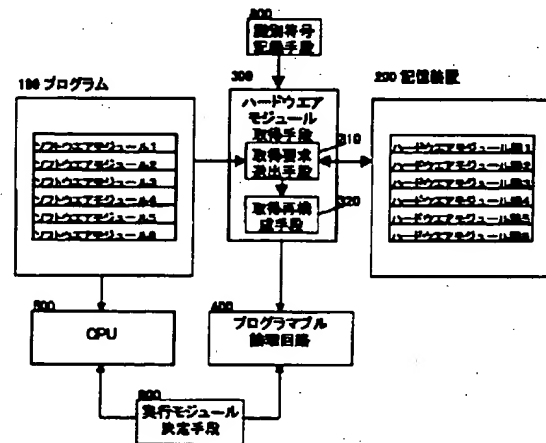 識別符号
記録手段
300
100 プログラム
200 記憶装置
ハードウエア
モジュール
取得手段
310
取得要求
送出手段
320
取得再構
成手段
ソフトウエアモジュール1
ソフトウエアモジュール2
ソフトウエアモジュール3
ソフトウエアモジュール4
ソフトウエアモジュール5
ソフトウエアモジュール6
ハードウエアモジュール群1
ハードウエアモジュール群2
ハードウエアモジュール群3
ハードウエアモジュール群4
ハードウエアモジュール群5
ハードウエアモジュール群6
CPU
400
プログラマブル
論理回路
実行モジュール
決定手段